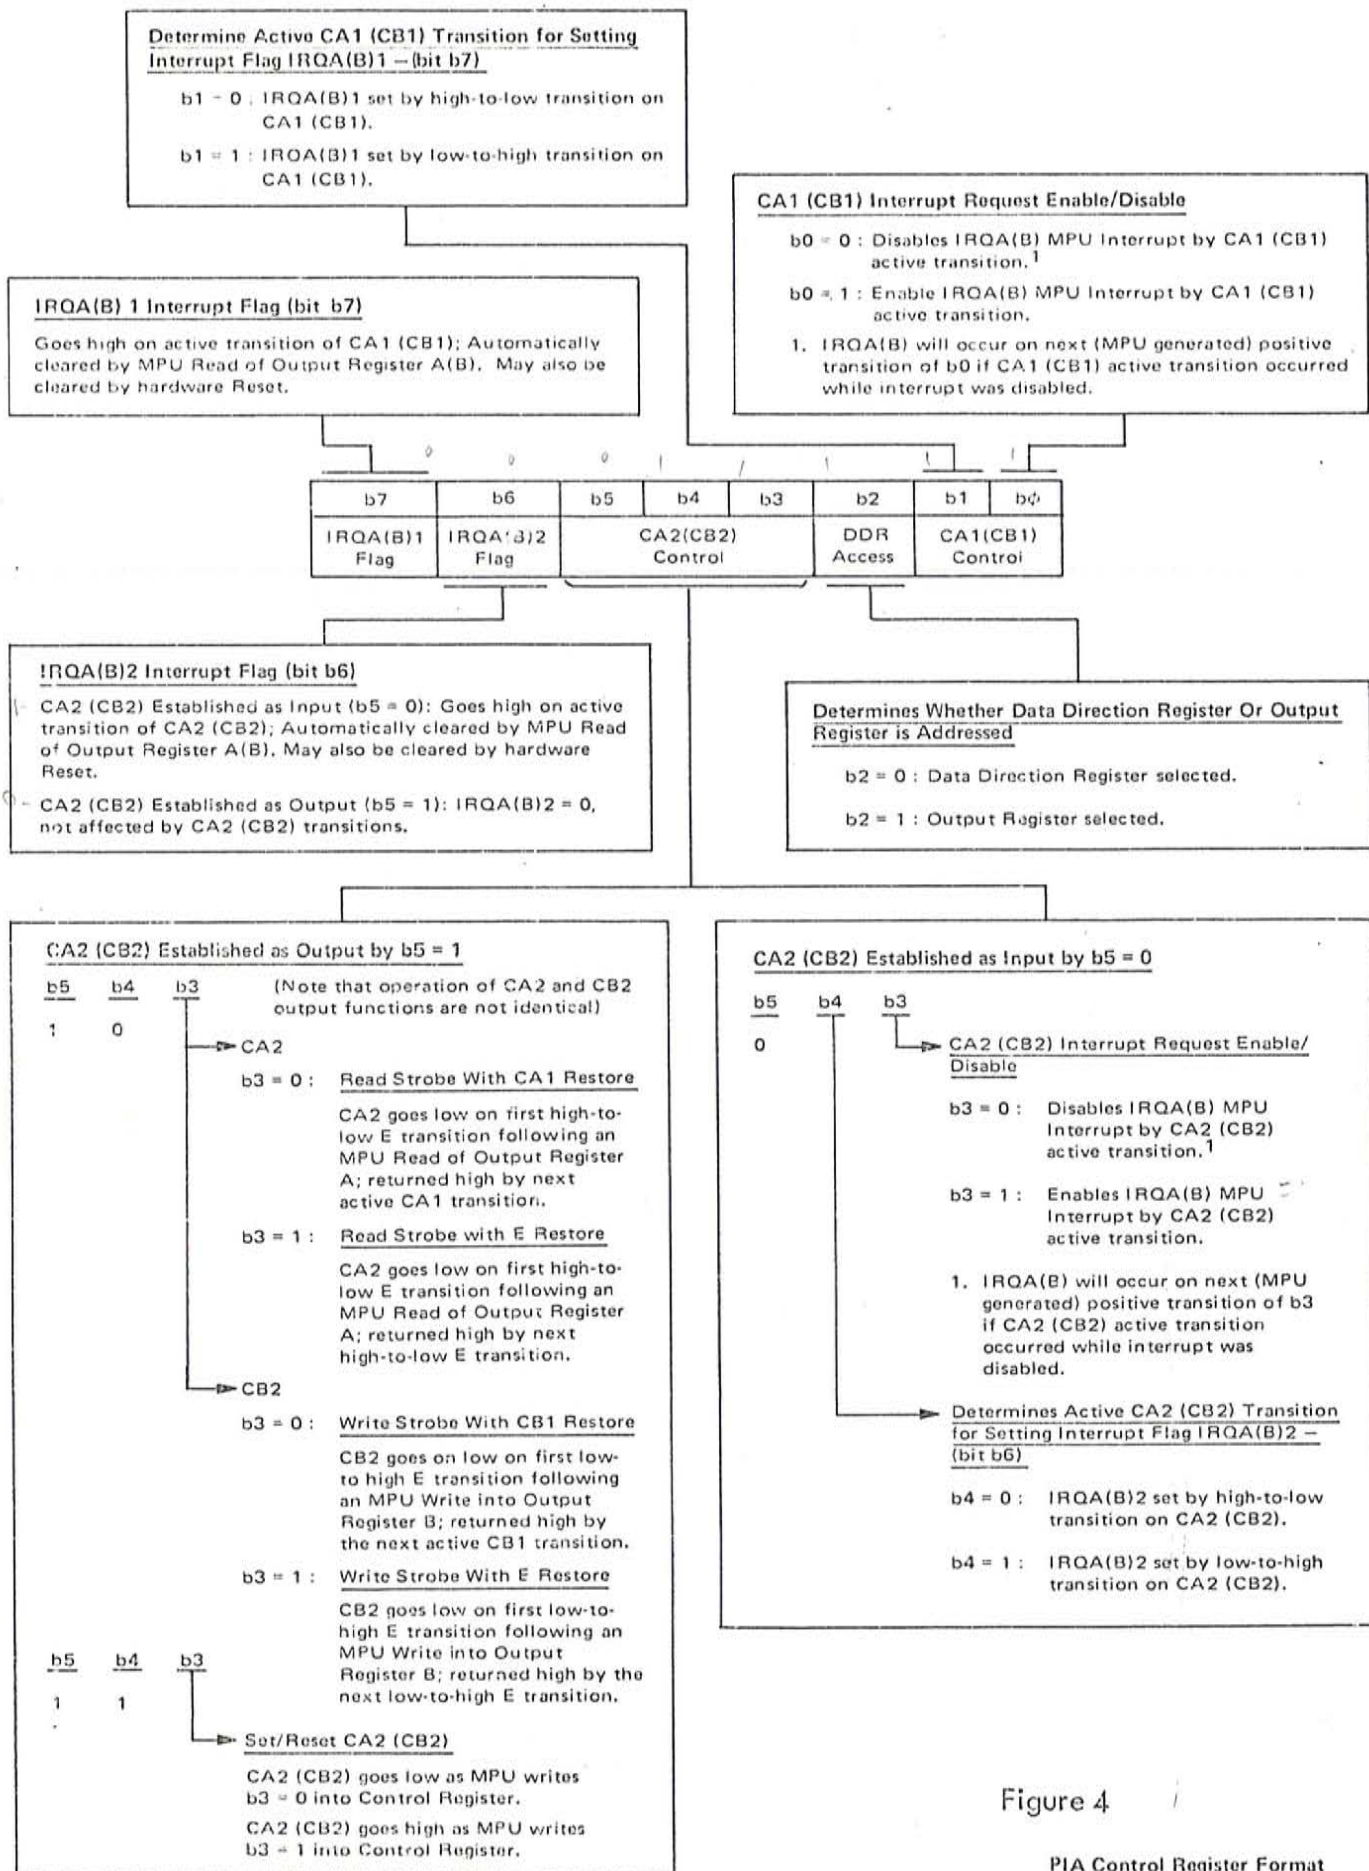 Determine Active CA1 (CB1) Transition for Setting
Interrupt Flag IRQA(B)1 – (bit b7)
b1 = 0 : IRQA(B)1 set by high-to-low transition on
CA1 (CB1).
b1 = 1 : IRQA(B)1 set by low-to-high transition on
CA1 (CB1).
CA1 (CB1) Interrupt Request Enable/Disable
b0 = 0 : Disables IRQA(B) MPU Interrupt by CA1 (CB1)
active transition.1
b0 = 1 : Enable IRQA(B) MPU Interrupt by CA1 (CB1)
active transition.
1. IRQA(B) will occur on next (MPU generated) positive
transition of b0 if CA1 (CB1) active transition occurred
while interrupt was disabled.
IRQA(B) 1 Interrupt Flag (bit b7)
Goes high on active transition of CA1 (CB1); Automatically
cleared by MPU Read of Output Register A(B). May also be
cleared by hardware Reset.
0 0 0 1 1 1 1 1
b7 b6 b5 b4 b3 b2 b1 b0
IRQA(B)1 IRQA(B)2 CA2(CB2) DDR CA1(CB1)
Flag Flag Control Access Control
IRQA(B)2 Interrupt Flag (bit b6)
1- CA2 (CB2) Established as Input (b5 = 0): Goes high on active
transition of CA2 (CB2); Automatically cleared by MPU Read
of Output Register A(B). May also be cleared by hardware
Reset.
0- CA2 (CB2) Established as Output (b5 = 1): IRQA(B)2 = 0,
not affected by CA2 (CB2) transitions.
Determines Whether Data Direction Register Or Output
Register is Addressed
b2 = 0 : Data Direction Register selected.
b2 = 1 : Output Register selected.
CA2 (CB2) Established as Output by b5 = 1
b5 b4 b3 (Note that operation of CA2 and CB2
output functions are not identical)
1 0
CA2
b3 = 0 : Read Strobe With CA1 Restore
CA2 goes low on first high-to-
low E transition following an
MPU Read of Output Register
A; returned high by next
active CA1 transition.
b3 = 1 : Read Strobe with E Restore
CA2 goes low on first high-to-
low E transition following an
MPU Read of Output Register
A; returned high by next
high-to-low E transition.
CB2
b3 = 0 : Write Strobe With CB1 Restore
CB2 goes on low on first low-
to high E transition following
an MPU Write into Output
Register B; returned high by
the next active CB1 transition.
b3 = 1 : Write Strobe With E Restore
CB2 goes low on first low-to-
high E transition following an
MPU Write into Output
Register B; returned high by the
next low-to-high E transition.
b5 b4 b3
1 1
Set/Reset CA2 (CB2)
CA2 (CB2) goes low as MPU writes
b3 = 0 into Control Register.
CA2 (CB2) goes high as MPU writes
b3 = 1 into Control Register.
CA2 (CB2) Established as Input by b5 = 0
b5 b4 b3
0
CA2 (CB2) Interrupt Request Enable/
Disable
b3 = 0 : Disables IRQA(B) MPU
Interrupt by CA2 (CB2)
active transition.1
b3 = 1 : Enables IRQA(B) MPU
Interrupt by CA2 (CB2)
active transition.
1. IRQA(B) will occur on next (MPU
generated) positive transition of b3
if CA2 (CB2) active transition
occurred while interrupt was
disabled.
Determines Active CA2 (CB2) Transition
for Setting Interrupt Flag IRQA(B)2 –
(bit b6)
b4 = 0 : IRQA(B)2 set by high-to-low
transition on CA2 (CB2).
b4 = 1 : IRQA(B)2 set by low-to-high
transition on CA2 (CB2).
Figure 4
PIA Control Register Format